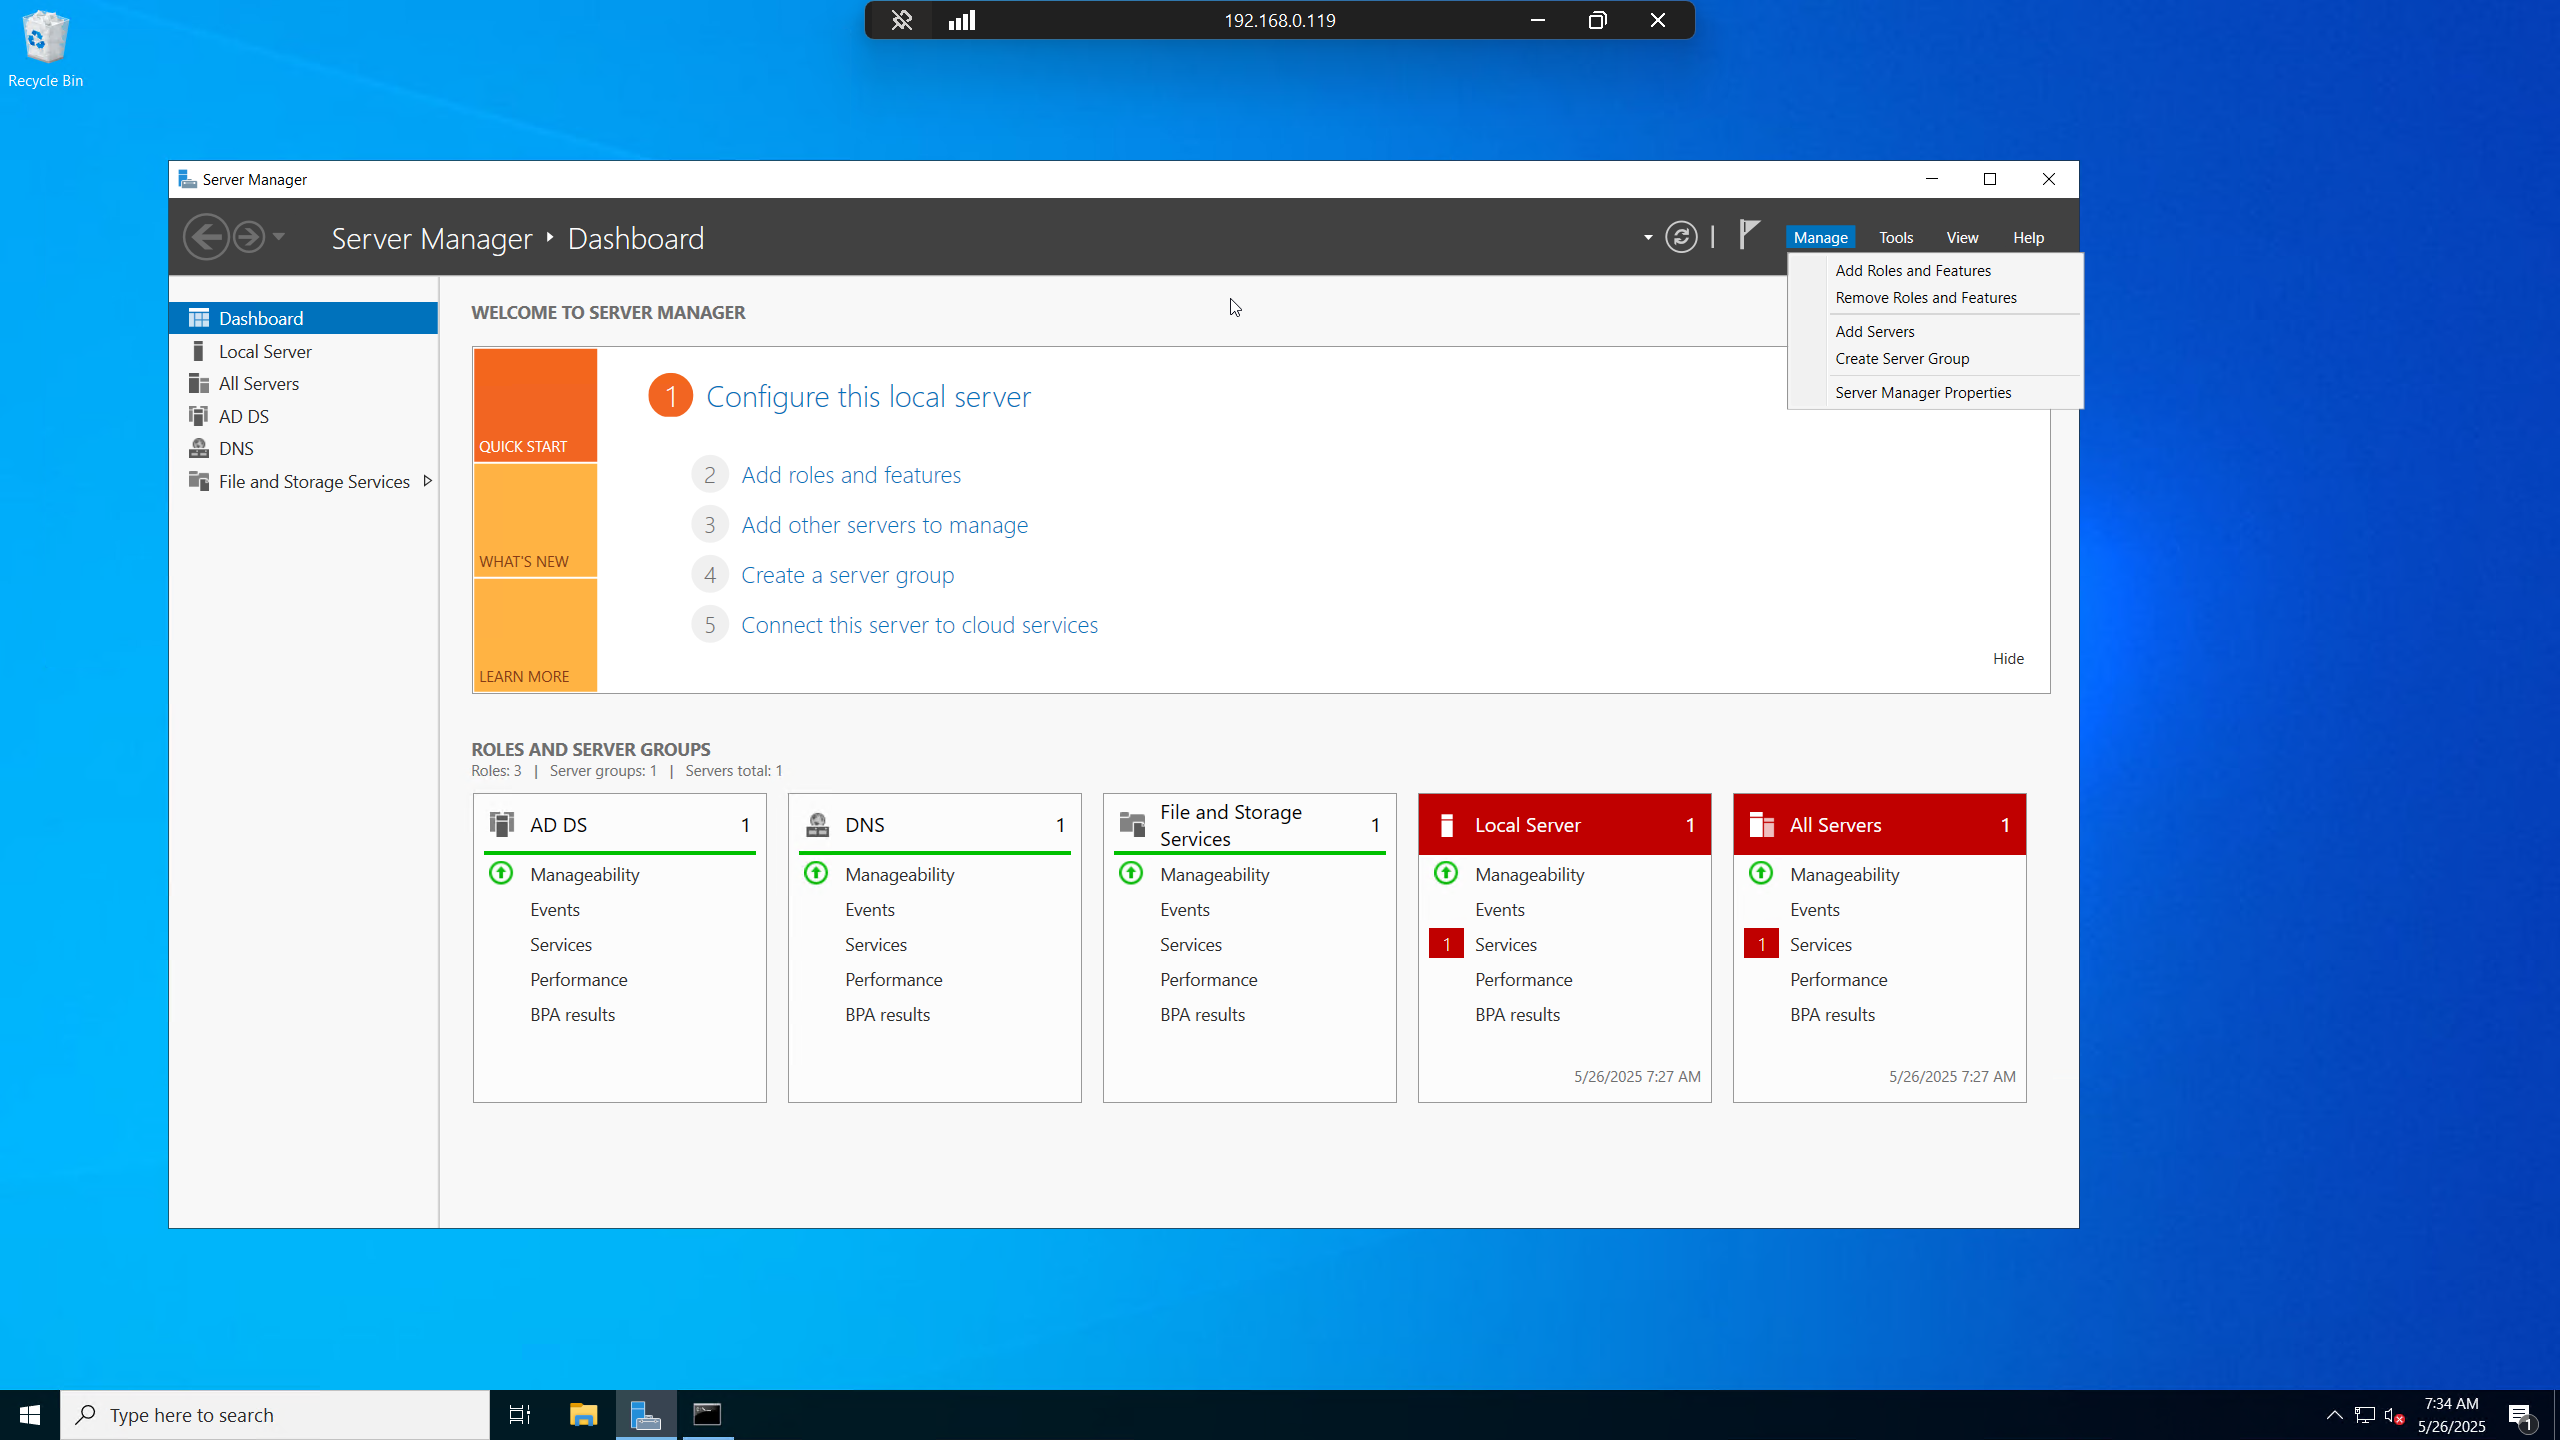 192.168.0.119
Recycle Bin
Server Manager
Server Manager Dashboard
Manage Tools View Help
Add Roles and Features
Remove Roles and Features
Add Servers
Create Server Group
Server Manager Properties
Dashboard
Local Server
All Servers
AD DS
DNS
File and Storage Services
WELCOME TO SERVER MANAGER
QUICK START
WHAT'S NEW
LEARN MORE
1 Configure this local server
2 Add roles and features
3 Add other servers to manage
4 Create a server group
5 Connect this server to cloud services
Hide
ROLES AND SERVER GROUPS
Roles: 3 | Server groups: 1 | Servers total: 1
AD DS 1
Manageability
Events
Services
Performance
BPA results
DNS 1
Manageability
Events
Services
Performance
BPA results
File and Storage
Services 1
Manageability
Events
Services
Performance
BPA results
Local Server 1
Manageability
Events
1 Services
Performance
BPA results
5/26/2025 7:27 AM
All Servers 1
Manageability
Events
1 Services
Performance
BPA results
5/26/2025 7:27 AM
Type here to search
7:34 AM
5/26/2025
1